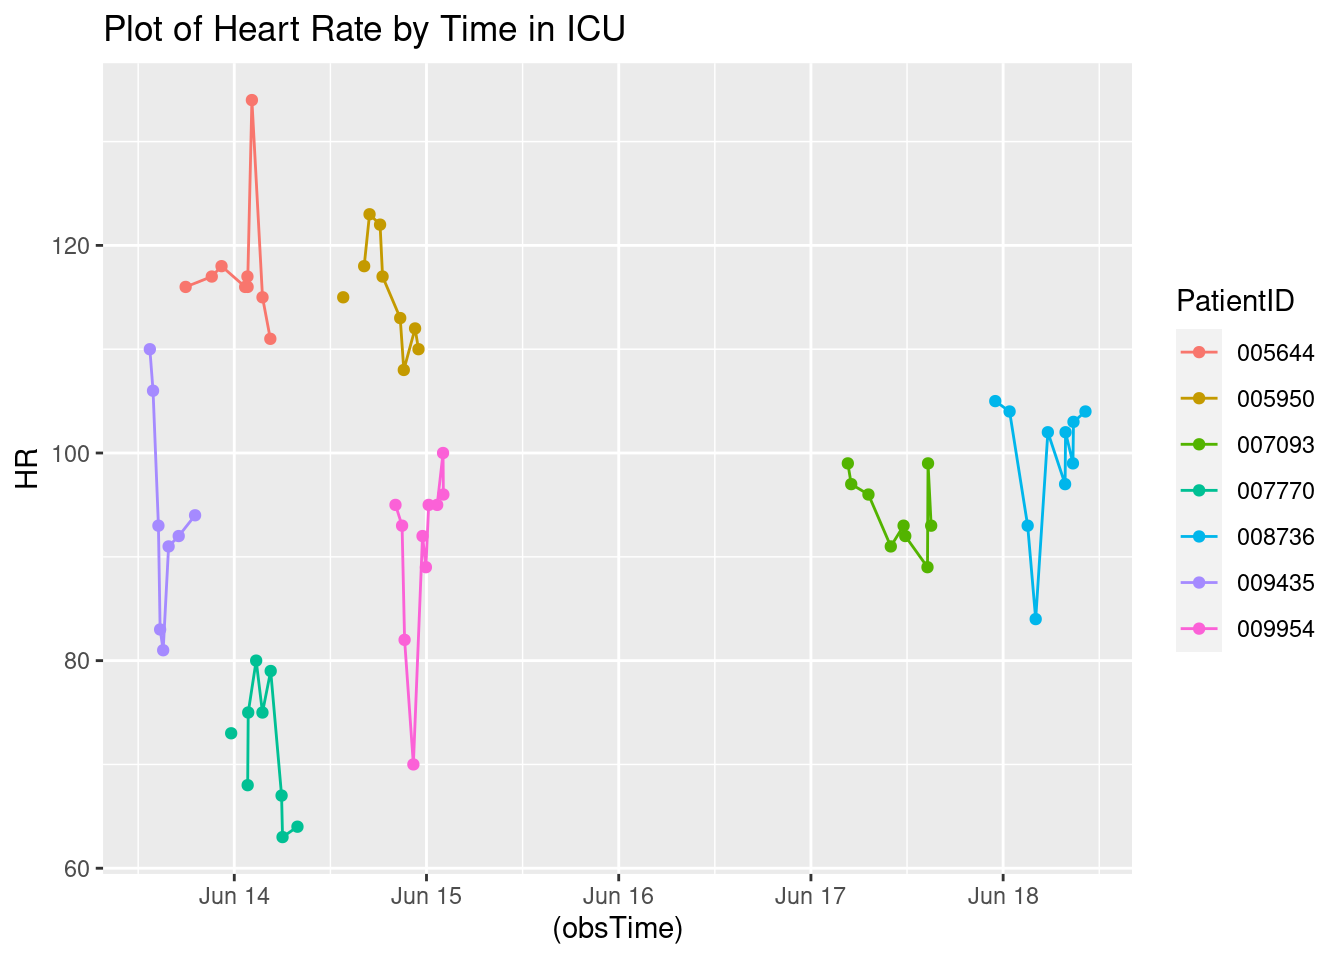 Plot of Heart Rate by Time in ICU
120
100
80
60
HR
Jun 14
Jun 15
Jun 16
Jun 17
Jun 18
(obsTime)
PatientID
005644
005950
007093
007770
008736
009435
009954